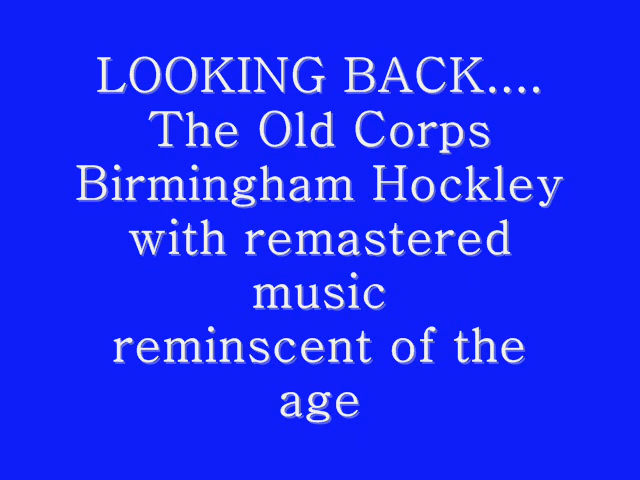 LOOKING BACK....
The Old Corps
Birmingham Hockley
with remastered
music
reminscent of the
age